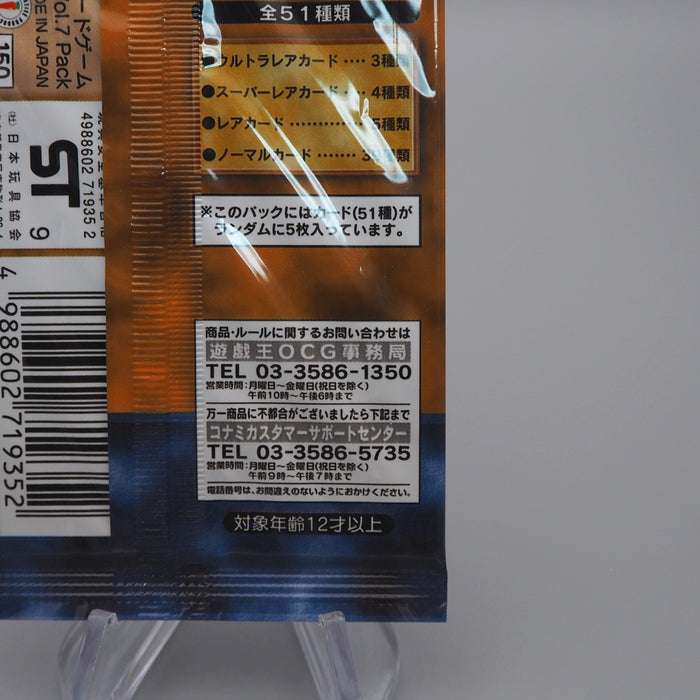 全51種類
●ウルトラレアカード‥‥3種類
●スーパーレアカード‥‥4種類
●レアカード
●ノーマルカード
※このパックにはカード(51種)が
ランダムに5枚入っています。
商品・ルールに関するお問い合わせは
遊戯王OCG事務局
TEL 03-3586-1350
営業時間:月曜日〜金曜日(祝日を除く)
午前10時〜午後6時まで
万一商品に不都合がございましたら下記まで
コナミカスタマーサポートセンター
TEL 03-3586-5735
営業時間:月曜日〜金曜日(祝日を除く)
午前9時〜午後7時まで
電話番号は、お間違えのないようにおかけください。
対象年齢12才以上
ードゲーム
Vol.7 Pack
DE IN JAPAN
150
4988602 71935 2
ST 9
(社)日本玩具協会
4 988602 719352